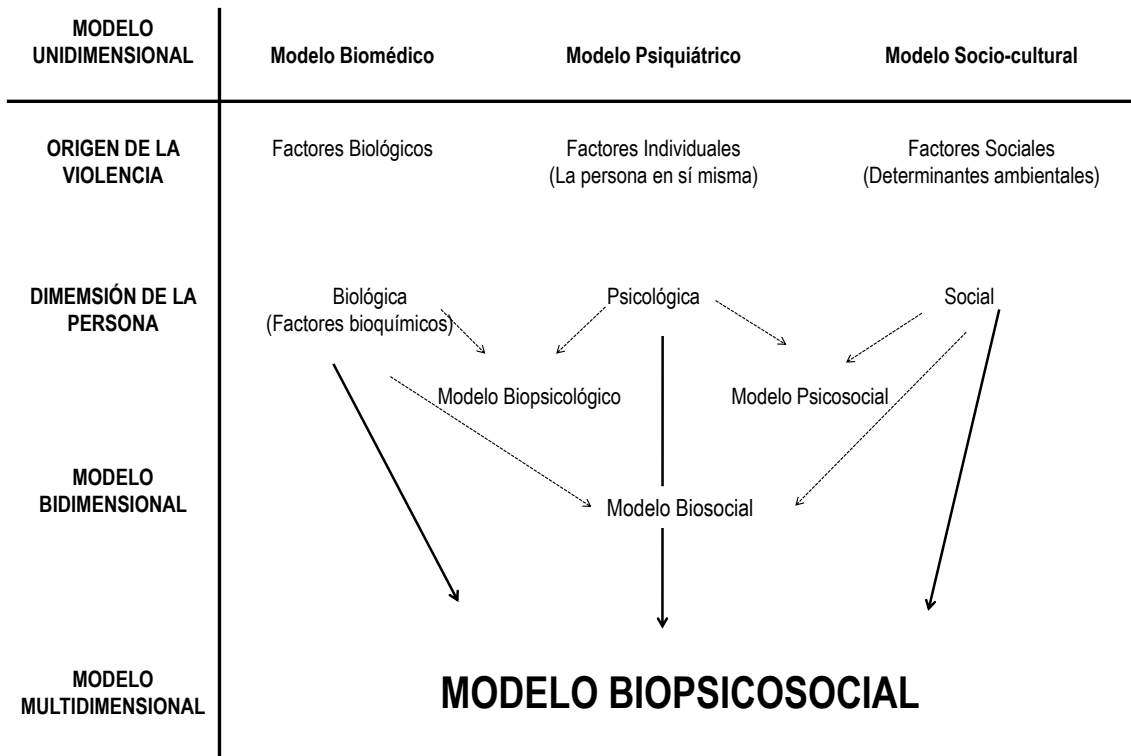 MODELO
UNIDIMENSIONAL
Modelo Biomédico
Modelo Psiquiátrico
Modelo Socio-cultural
ORIGEN DE LA
VIOLENCIA
Factores Biológicos
Factores Individuales
(La persona en sí misma)
Factores Sociales
(Determinantes ambientales)
DIMEMSIÓN DE LA
PERSONA
Biológica
(Factores bioquímicos)
Psicológica
Social
Modelo Biopsicológico
Modelo Psicosocial
MODELO
BIDIMENSIONAL
Modelo Biosocial
MODELO
MULTIDIMENSIONAL
MODELO BIOPSICOSOCIAL